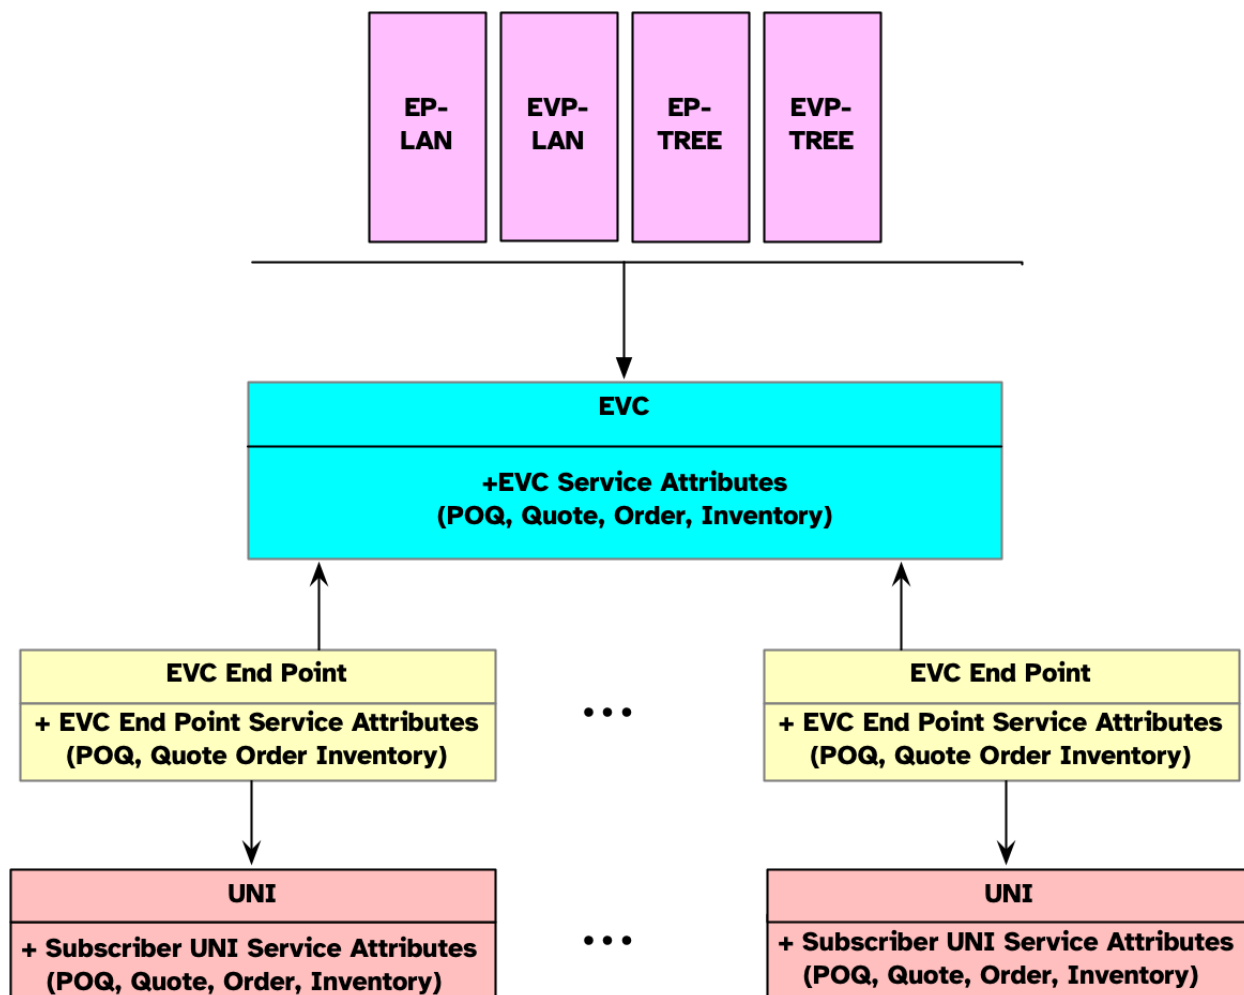 EP-
LAN
EVP-
LAN
EP-
TREE
EVP-
TREE
EVC
+EVC Service Attributes
(POQ, Quote, Order, Inventory)
EVC End Point
+ EVC End Point Service Attributes
(POQ, Quote Order Inventory)
...
EVC End Point
+ EVC End Point Service Attributes
(POQ, Quote Order Inventory)
UNI
+ Subscriber UNI Service Attributes
(POQ, Quote, Order, Inventory)
...
UNI
+ Subscriber UNI Service Attributes
(POQ, Quote, Order, Inventory)